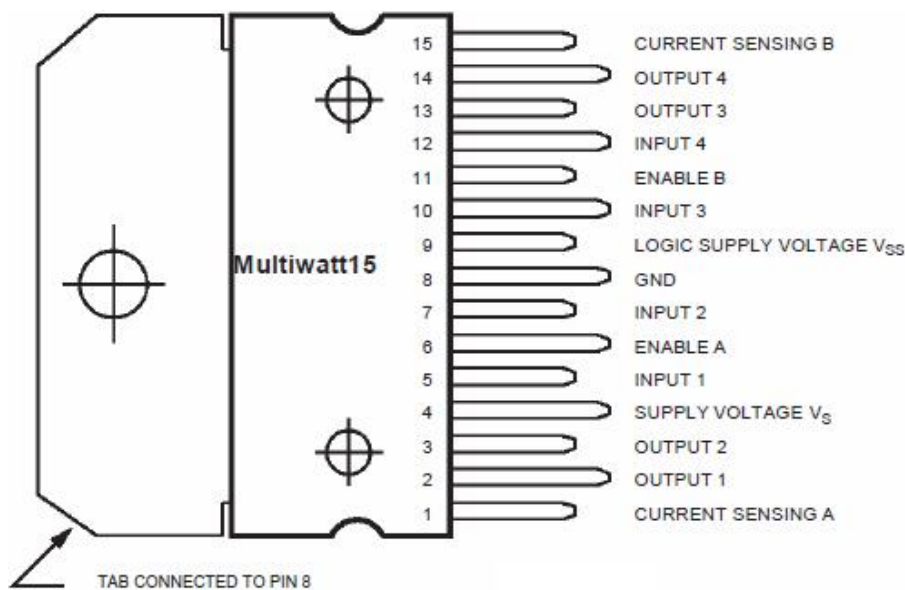 15 CURRENT SENSING B
14 OUTPUT 4
13 OUTPUT 3
12 INPUT 4
11 ENABLE B
10 INPUT 3
9 LOGIC SUPPLY VOLTAGE VSS
Multiwatt15
8 GND
7 INPUT 2
6 ENABLE A
5 INPUT 1
4 SUPPLY VOLTAGE VS
3 OUTPUT 2
2 OUTPUT 1
1 CURRENT SENSING A
TAB CONNECTED TO PIN 8